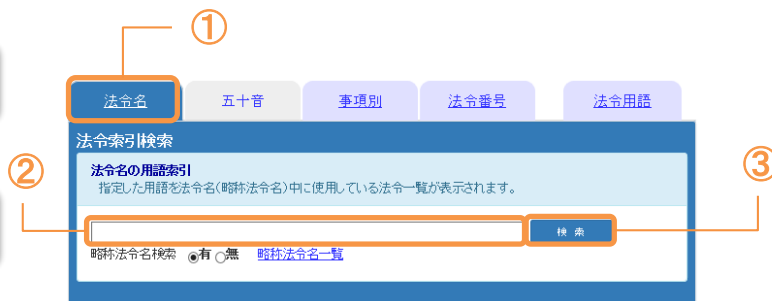 ①
法令名 五十音 事項別 法令番号 法令用語
法令索引検索
② ③
法令名の用語索引
指定した用語を法令名(略称法令名)中に使用している法令一覧が表示されます。
検 索
略称法令名検索 有 無 略称法令名一覧